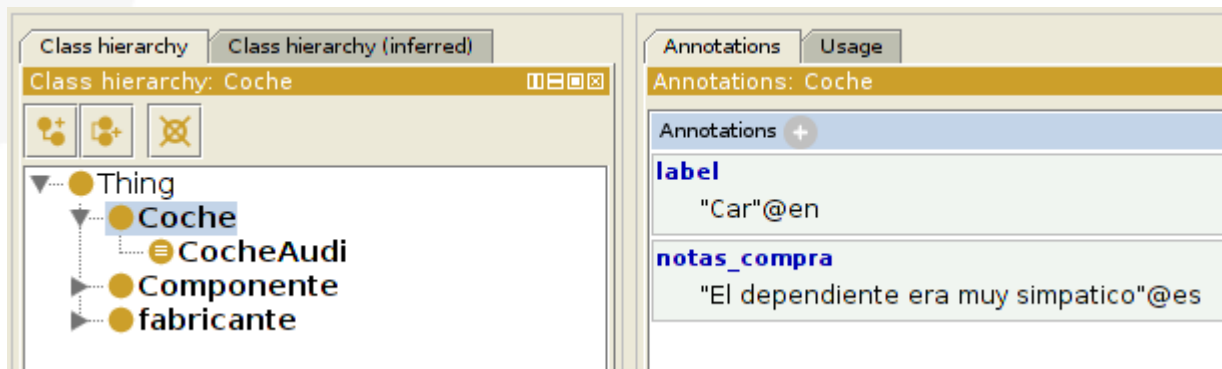 Class hierarchy
Class hierarchy (inferred)
Class hierarchy: Coche
Thing
Coche
CocheAudi
Componente
fabricante
Annotations
Usage
Annotations: Coche
Annotations
label
"Car"@en
notas_compra
"El dependiente era muy simpatico"@es